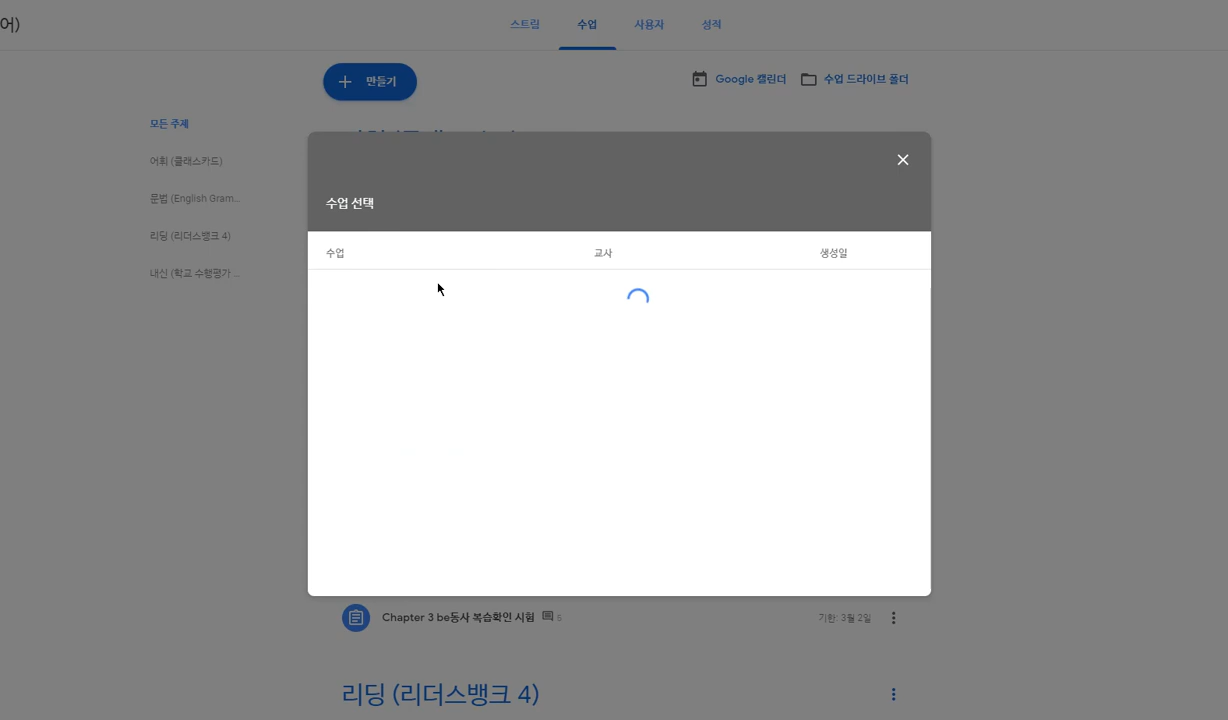 어)
스트림 수업 사용자 성적
만들기
Google 캘린더 수업 드라이브 폴더
모든 주제
어휘 (클래스카드)
문법 (English Gram...
리딩 (리더스뱅크 4)
내신 (학교 수행평가 ...
수업 선택
수업 교사 생성일
Chapter 3 be동사 복습확인 시험 5
기한: 3월 2일
리딩 (리더스뱅크 4)